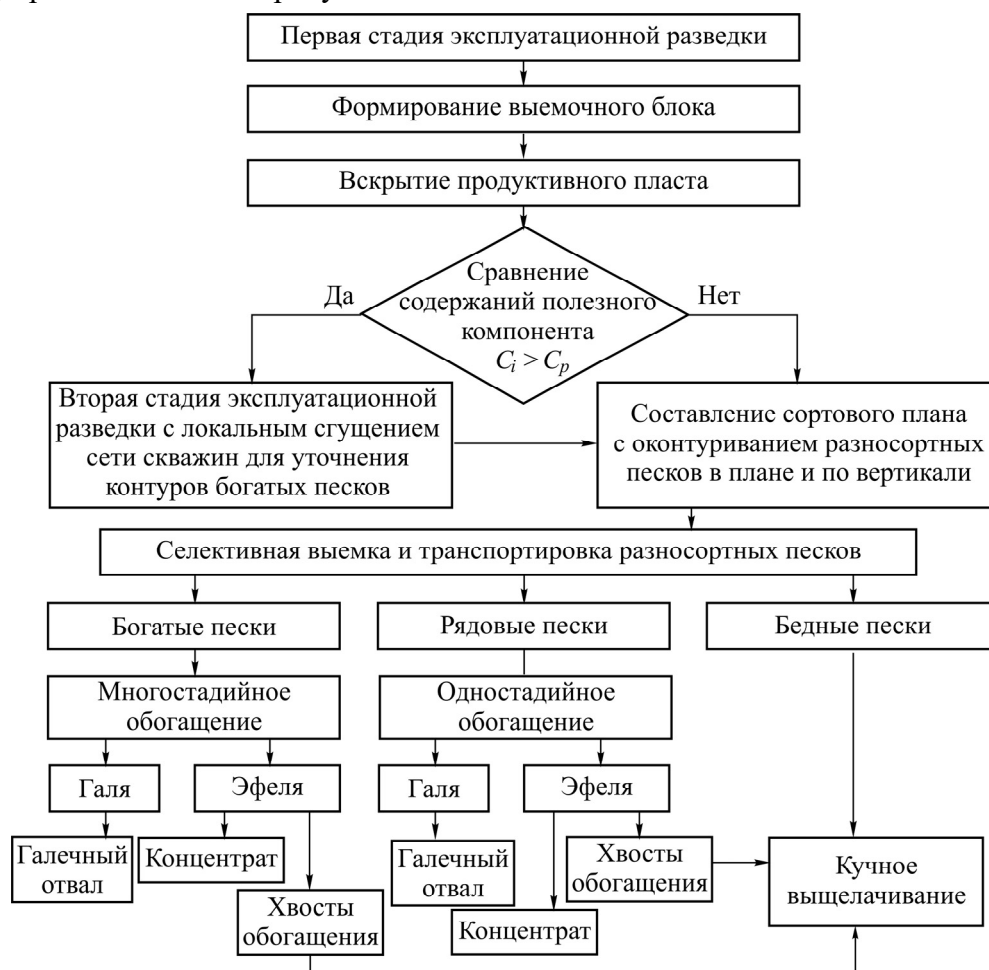 Первая стадия эксплуатационной разведки
Формирование выемочного блока
Вскрытие продуктивного пласта
Сравнение
содержаний полезного
компонента
C_i > C_p
Да
Нет
Вторая стадия эксплуатационной
разведки с локальным сгущением
сети скважин для уточнения
контуров богатых песков
Составление сортового плана
с оконтуриванием разносортных
песков в плане и по вертикали
Селективная выемка и транспортировка разносортных песков
Богатые пески
Рядовые пески
Бедные пески
Многостадийное
обогащение
Одностадийное
обогащение
Галя
Эфеля
Галя
Эфеля
Галечный
отвал
Концентрат
Хвосты
обогащения
Галечный
отвал
Концентрат
Хвосты
обогащения
Кучное
выщелачивание